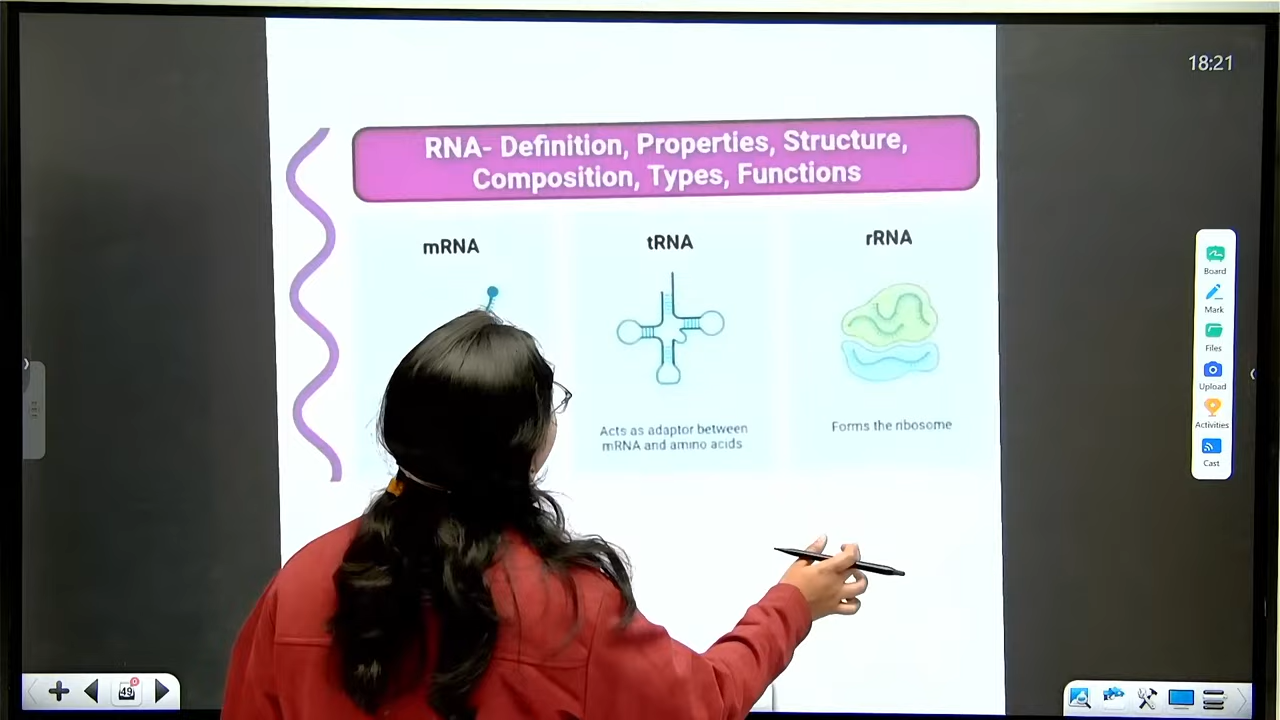 18:21
RNA- Definition, Properties, Structure,
Composition, Types, Functions
mRNA
tRNA
rRNA
Acts as adaptor between
mRNA and amino acids
Forms the ribosome
Board
Mark
Files
Upload
Activities
Cast
49
0